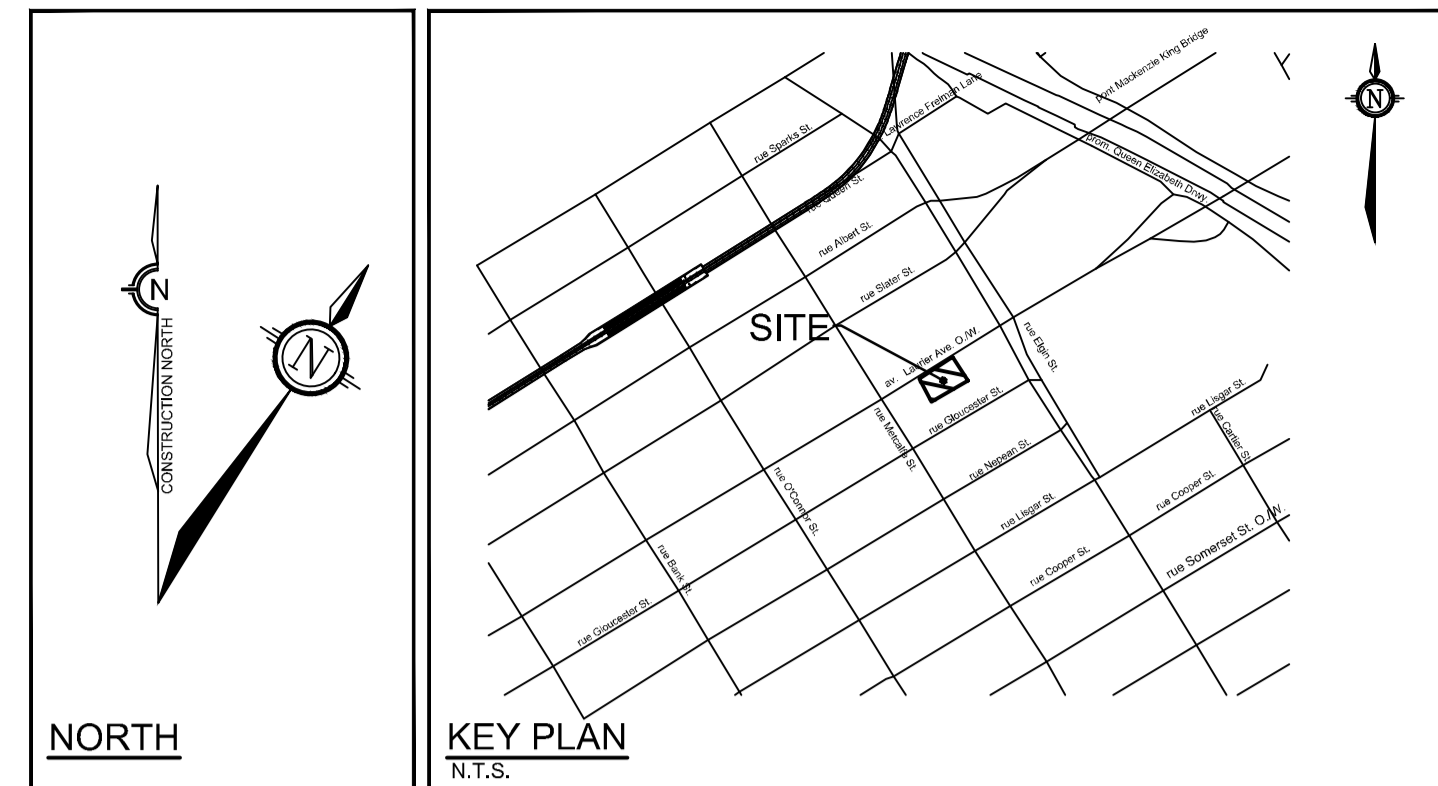 N
CONSTRUCTION NORTH
N
NORTH
pont Mackenzie King Bridge
Lawrence Freiman Lane
N
rue Sparks St.
prom. Queen Elizabeth Drwy.
rue Queen St.
rue Albert St.
rue Slater St.
SITE
rue Elgin St.
av. Laurier Ave. O./W.
rue Gloucester St.
rue Metcalfe St.
rue Lisgar St.
rue Cartier St.
rue Nepean St.
rue O'Connor St.
rue Lisgar St.
rue Cooper St.
rue Somerset St. O./W.
rue Bank St.
rue Cooper St.
rue Gloucester St.
KEY PLAN
N.T.S.